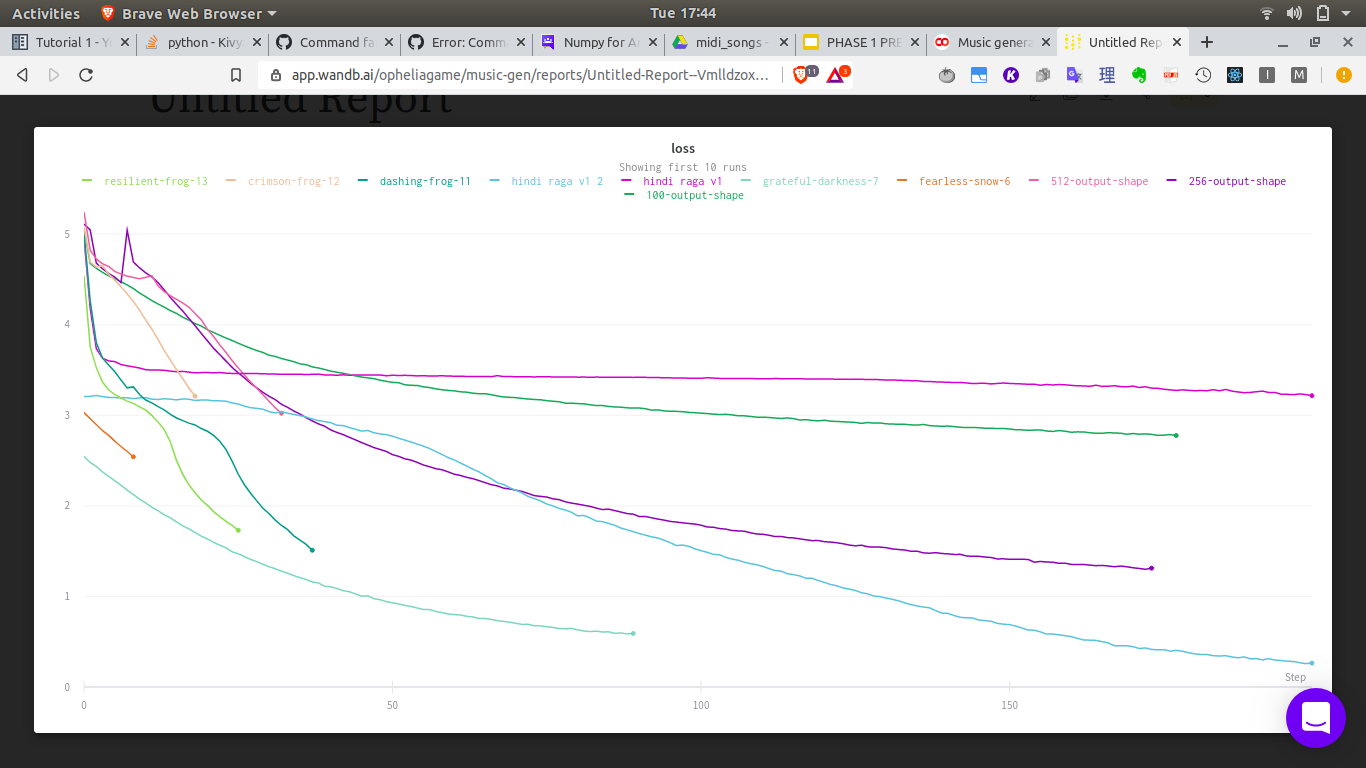 Activities Brave Web Browser Tue 17:44
Tutorial 1 - Y python - Kivy Command fa Error: Comm Numpy for A midi_songs - PHASE 1 PRE Music genera Untitled Rep
app.wandb.ai/opheliagame/music-gen/reports/Untitled-Report--Vmlldzox... 11 3 理 I M
Untitled Report
loss
Showing first 10 runs
resilient-frog-13 crimson-frog-12 dashing-frog-11 hindi raga v1 2 hindi raga v1 grateful-darkness-7 fearless-snow-6 512-output-shape 256-output-shape
100-output-shape
5
4
3
2
1
0
Step
0 50 100 150